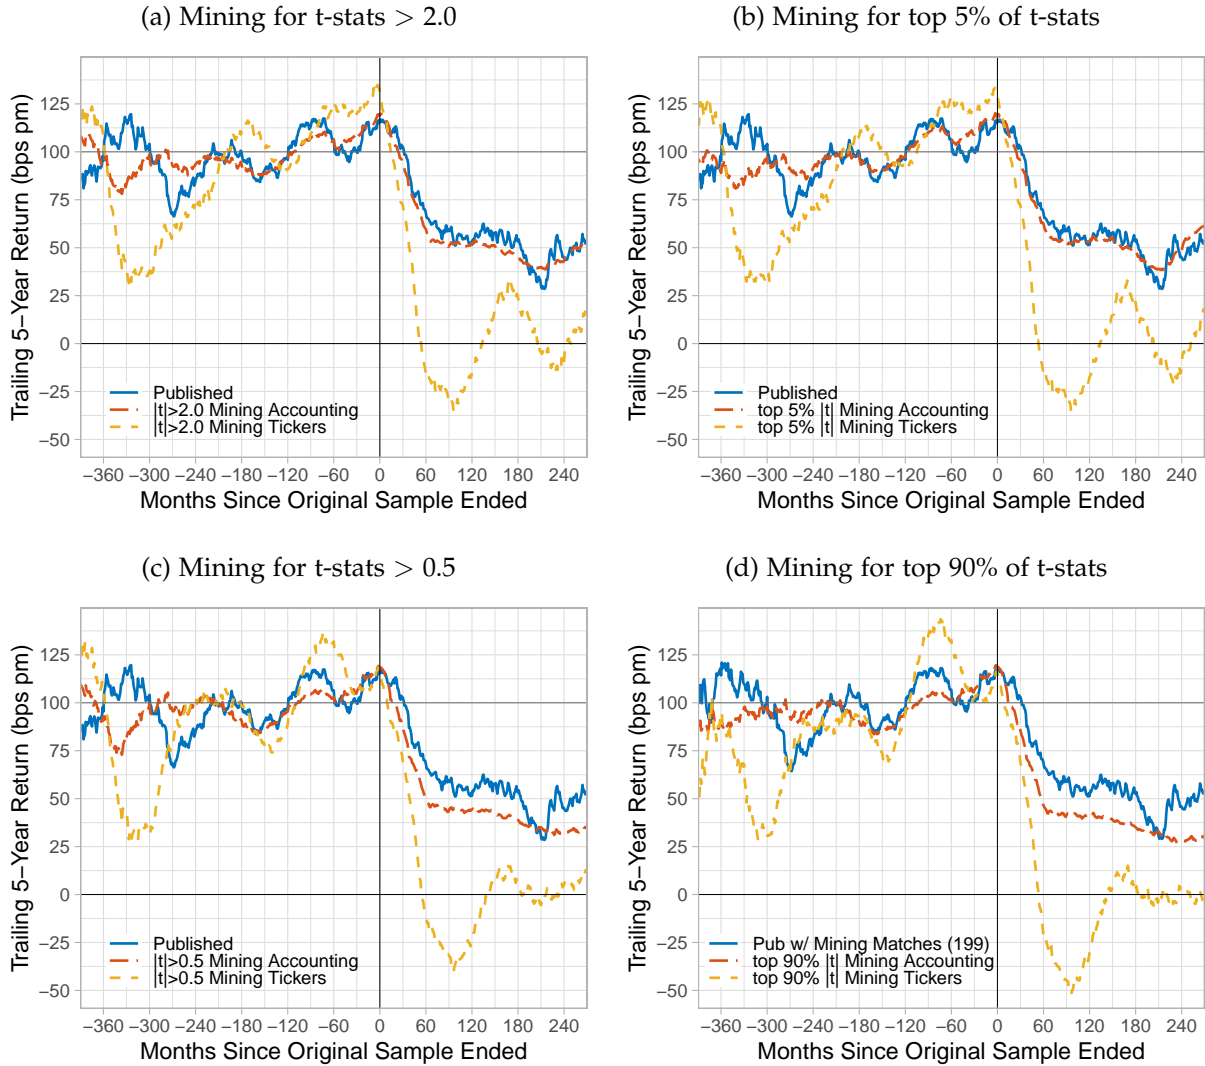 (a) Mining for t-stats > 2.0
Trailing 5−Year Return (bps pm)
125
100
75
50
25
0
−25
−50
Published
|t|>2.0 Mining Accounting
|t|>2.0 Mining Tickers
−360 −300 −240 −180 −120 −60 0 60 120 180 240
Months Since Original Sample Ended
(b) Mining for top 5% of t-stats
Trailing 5−Year Return (bps pm)
125
100
75
50
25
0
−25
−50
Published
top 5% |t| Mining Accounting
top 5% |t| Mining Tickers
−360 −300 −240 −180 −120 −60 0 60 120 180 240
Months Since Original Sample Ended
(c) Mining for t-stats > 0.5
Trailing 5−Year Return (bps pm)
125
100
75
50
25
0
−25
−50
Published
|t|>0.5 Mining Accounting
|t|>0.5 Mining Tickers
−360 −300 −240 −180 −120 −60 0 60 120 180 240
Months Since Original Sample Ended
(d) Mining for top 90% of t-stats
Trailing 5−Year Return (bps pm)
125
100
75
50
25
0
−25
−50
Pub w/ Mining Matches (199)
top 90% |t| Mining Accounting
top 90% |t| Mining Tickers
−360 −300 −240 −180 −120 −60 0 60 120 180 240
Months Since Original Sample Ended